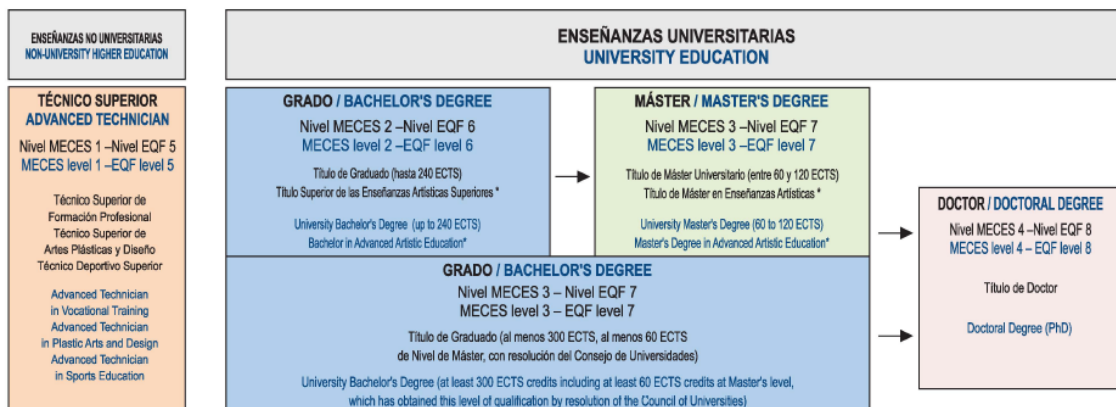 ENSEÑANZAS NO UNIVERSITARIAS
NON-UNIVERSITY HIGHER EDUCATION
ENSEÑANZAS UNIVERSITARIAS
UNIVERSITY EDUCATION
TÉCNICO SUPERIOR
ADVANCED TECHNICIAN
Nivel MECES 1 –Nivel EQF 5
MECES level 1 –EQF level 5
Técnico Superior de
Formación Profesional
Técnico Superior de
Artes Plásticas y Diseño
Técnico Deportivo Superior
Advanced Technician
in Vocational Training
Advanced Technician
in Plastic Arts and Design
Advanced Technician
in Sports Education
GRADO / BACHELOR'S DEGREE
Nivel MECES 2 –Nivel EQF 6
MECES level 2 –EQF level 6
Título de Graduado (hasta 240 ECTS)
Título Superior de las Enseñanzas Artísticas Superiores *
University Bachelor's Degree (up to 240 ECTS)
Bachelor in Advanced Artistic Education*
MÁSTER / MASTER'S DEGREE
Nivel MECES 3 –Nivel EQF 7
MECES level 3 –EQF level 7
Título de Máster Universitario (entre 60 y 120 ECTS)
Título de Máster en Enseñanzas Artísticas *
University Master's Degree (60 to 120 ECTS)
Master's Degree in Advanced Artistic Education*
GRADO / BACHELOR'S DEGREE
Nivel MECES 3 – Nivel EQF 7
MECES level 3 – EQF level 7
Título de Graduado (al menos 300 ECTS, al menos 60 ECTS
de Nivel de Máster, con resolución del Consejo de Universidades)
University Bachelor's Degree (at least 300 ECTS credits including at least 60 ECTS credits at Master's level,
which has obtained this level of qualification by resolution of the Council of Universities)
DOCTOR / DOCTORAL DEGREE
Nivel MECES 4 –Nivel EQF 8
MECES level 4 – EQF level 8
Título de Doctor
Doctoral Degree (PhD)